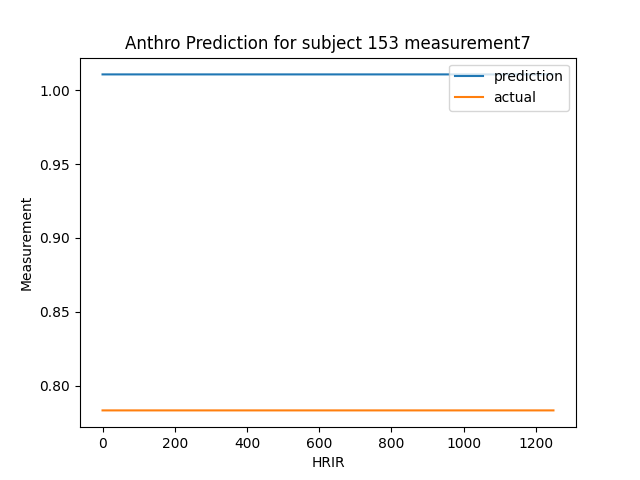 Anthro Prediction for subject 153 measurement7
prediction
actual
1.00
0.95
0.90
0.85
0.80
Measurement
0 200 400 600 800 1000 1200
HRIR